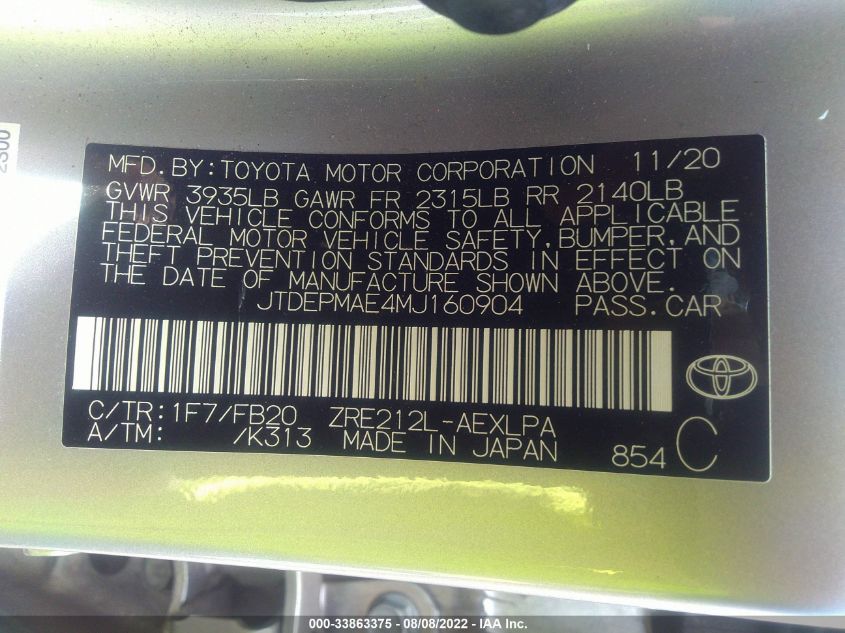 2300
MFD.BY:TOYOTA MOTOR CORPORATION 11/20
GVWR 3935LB GAWR FR 2315LB RR 2140LB
THIS VEHICLE CONFORMS TO ALL APPLICABLE
FEDERAL MOTOR VEHICLE SAFETY,BUMPER,AND
THEFT PREVENTION STANDARDS IN EFFECT ON
THE DATE OF MANUFACTURE SHOWN ABOVE.
JTDEPMAE4MJ160904 PASS.CAR
C/TR:1F7/FB20 ZRE212L-AEXLPA
A/TM: /K313 MADE IN JAPAN 854 C
000-33863375 - 08/08/2022 - IAA Inc.